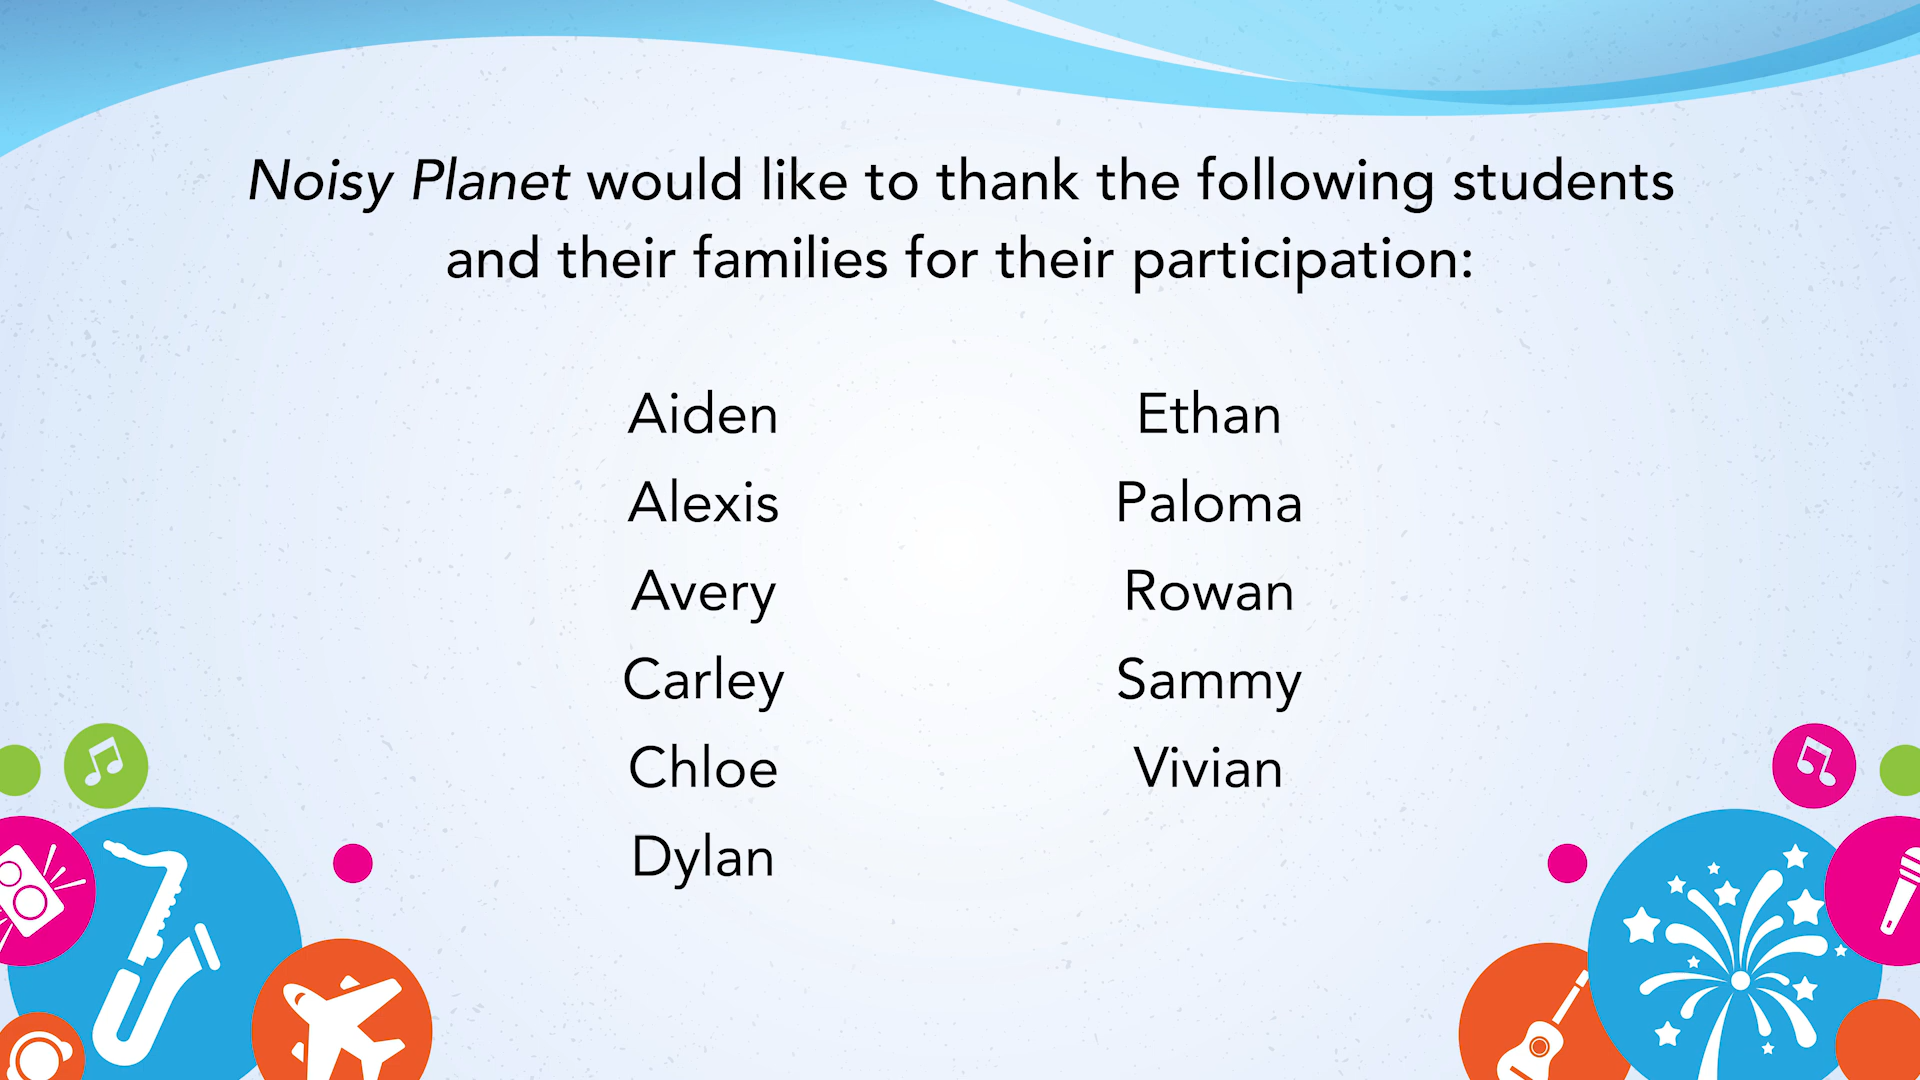 Noisy Planet would like to thank the following students
and their families for their participation:
Aiden
Alexis
Avery
Carley
Chloe
Dylan
Ethan
Paloma
Rowan
Sammy
Vivian